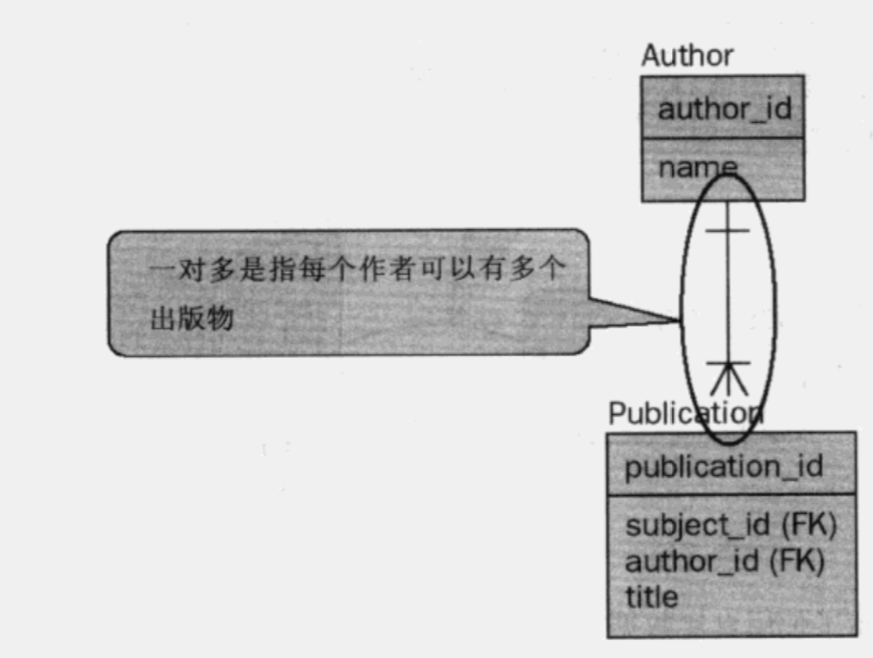 Author
author_id
name
一对多是指每个作者可以有多个
出版物
Publication
publication_id
subject_id (FK)
author_id (FK)
title